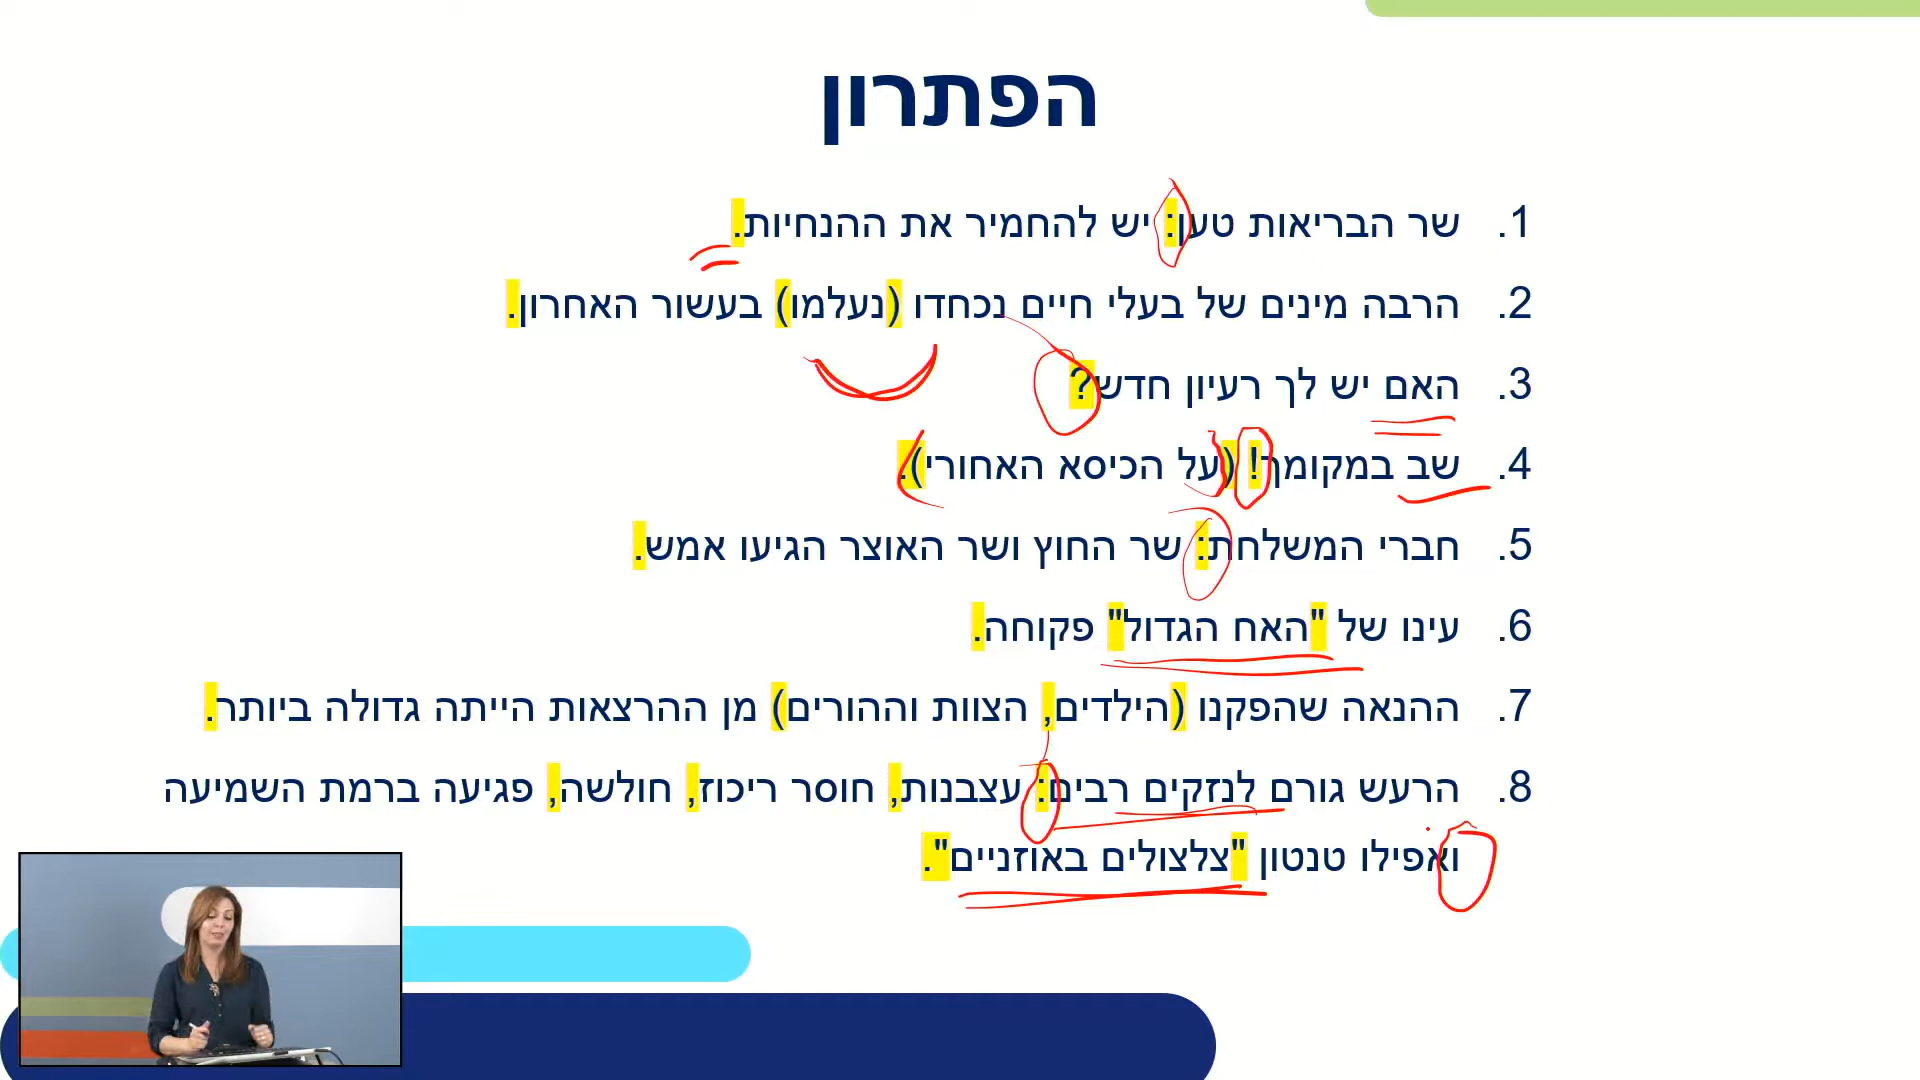 הפתרון
1. שר הבריאות טען: יש להחמיר את ההנחיות.
2. הרבה מינים של בעלי חיים נכחדו (נעלמו) בעשור האחרון.
3. האם יש לך רעיון חדש?
4. שב במקומך! (על הכיסא האחורי).
5. חברי המשלחת: שר החוץ ושר האוצר הגיעו אמש.
6. עינו של "האח הגדול" פקוחה.
7. ההנאה שהפקנו (הילדים, הצוות וההורים) מן ההרצאות הייתה גדולה ביותר.
8. הרעש גורם לנזקים רבים: עצבנות, חוסר ריכוז, חולשה, פגיעה ברמת השמיעה
ואפילו טנטון "צלצולים באוזניים".